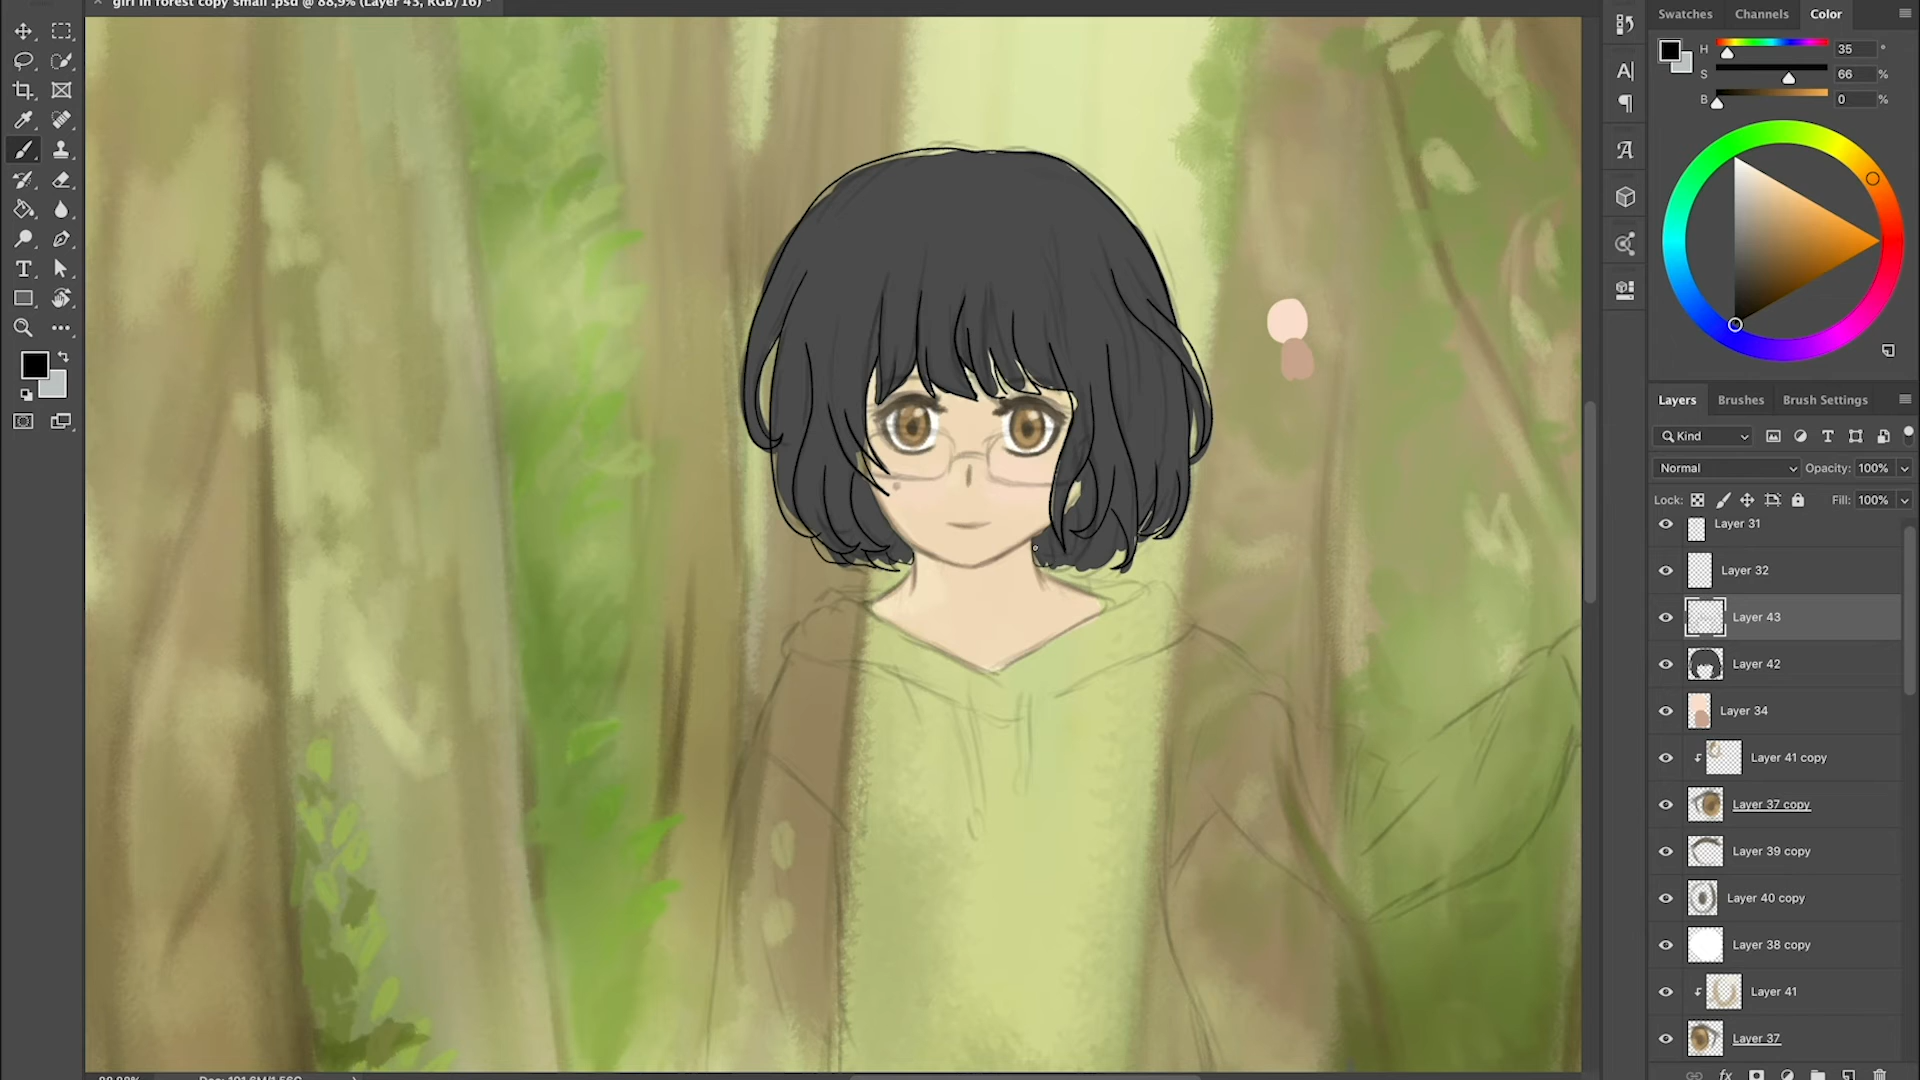 girl in forest copy small .psd @ 88,9% (Layer 43, RGB/16) *
Swatches Channels Color
H 35 °
S 66 %
B 0 %
Layers Brushes Brush Settings
Kind
Normal Opacity: 100%
Lock: Fill: 100%
Layer 31
Layer 32
Layer 43
Layer 42
Layer 34
Layer 41 copy
Layer 37 copy
Layer 39 copy
Layer 40 copy
Layer 38 copy
Layer 41
Layer 37
fx